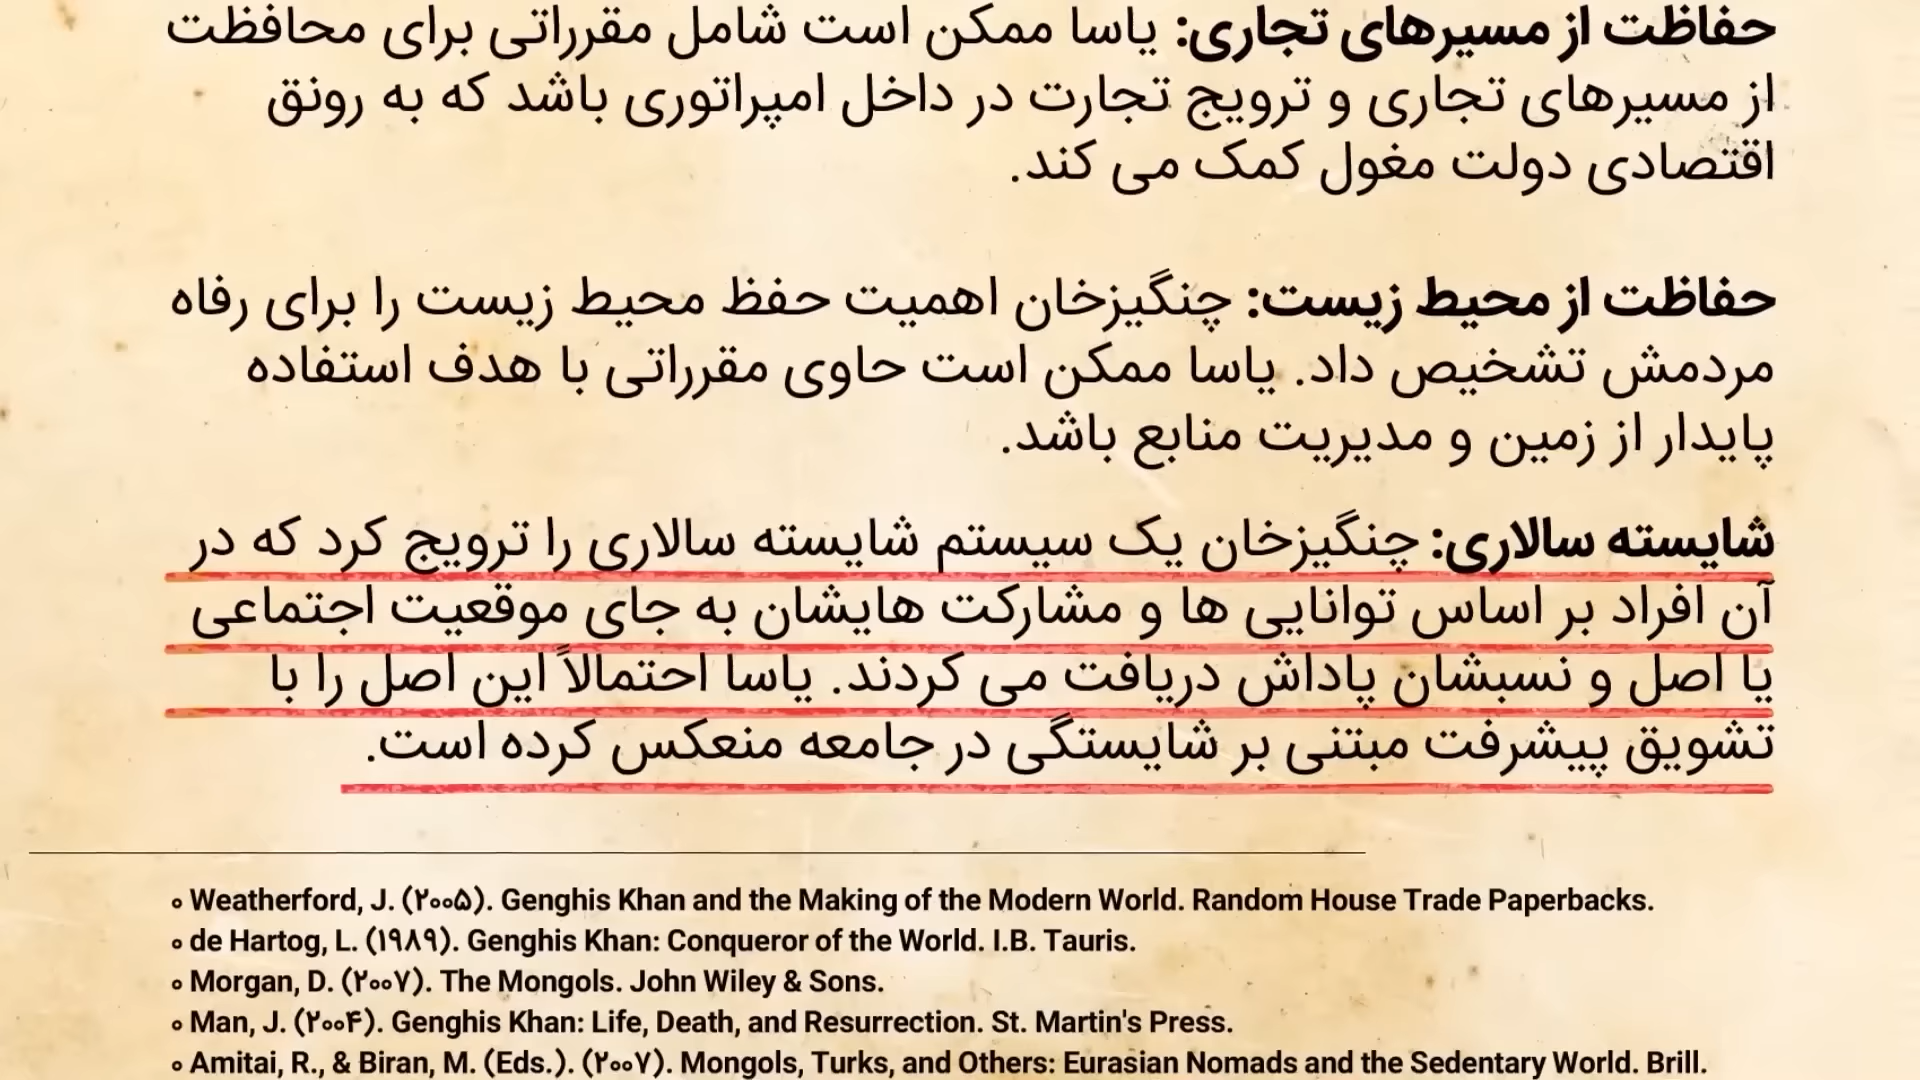 حفاظت از مسیرهای تجاری: یاسا ممکن است شامل مقرراتی برای محافظت
از مسیرهای تجاری و ترویج تجارت در داخل امپراتوری باشد که به رونق
اقتصادی دولت مغول کمک می کند.
حفاظت از محیط زیست: چنگیزخان اهمیت حفظ محیط زیست را برای رفاه
مردمش تشخیص داد. یاسا ممکن است حاوی مقرراتی با هدف استفاده
پایدار از زمین و مدیریت منابع باشد.
شایسته سالاری: چنگیزخان یک سیستم شایسته سالاری را ترویج کرد که در
آن افراد بر اساس توانایی ها و مشارکت هایشان به جای موقعیت اجتماعی
یا اصل و نسبشان پاداش دریافت می کردند. یاسا احتمالاً این اصل را با
تشویق پیشرفت مبتنی بر شایستگی در جامعه منعکس کرده است.
∘ Weatherford, J. (۲۰۰۵). Genghis Khan and the Making of the Modern World. Random House Trade Paperbacks.
∘ de Hartog, L. (۱۹۸۹). Genghis Khan: Conqueror of the World. I.B. Tauris.
∘ Morgan, D. (۲۰۰۷). The Mongols. John Wiley & Sons.
∘ Man, J. (۲۰۰۴). Genghis Khan: Life, Death, and Resurrection. St. Martin's Press.
∘ Amitai, R., & Biran, M. (Eds.). (۲۰۰۷). Mongols, Turks, and Others: Eurasian Nomads and the Sedentary World. Brill.